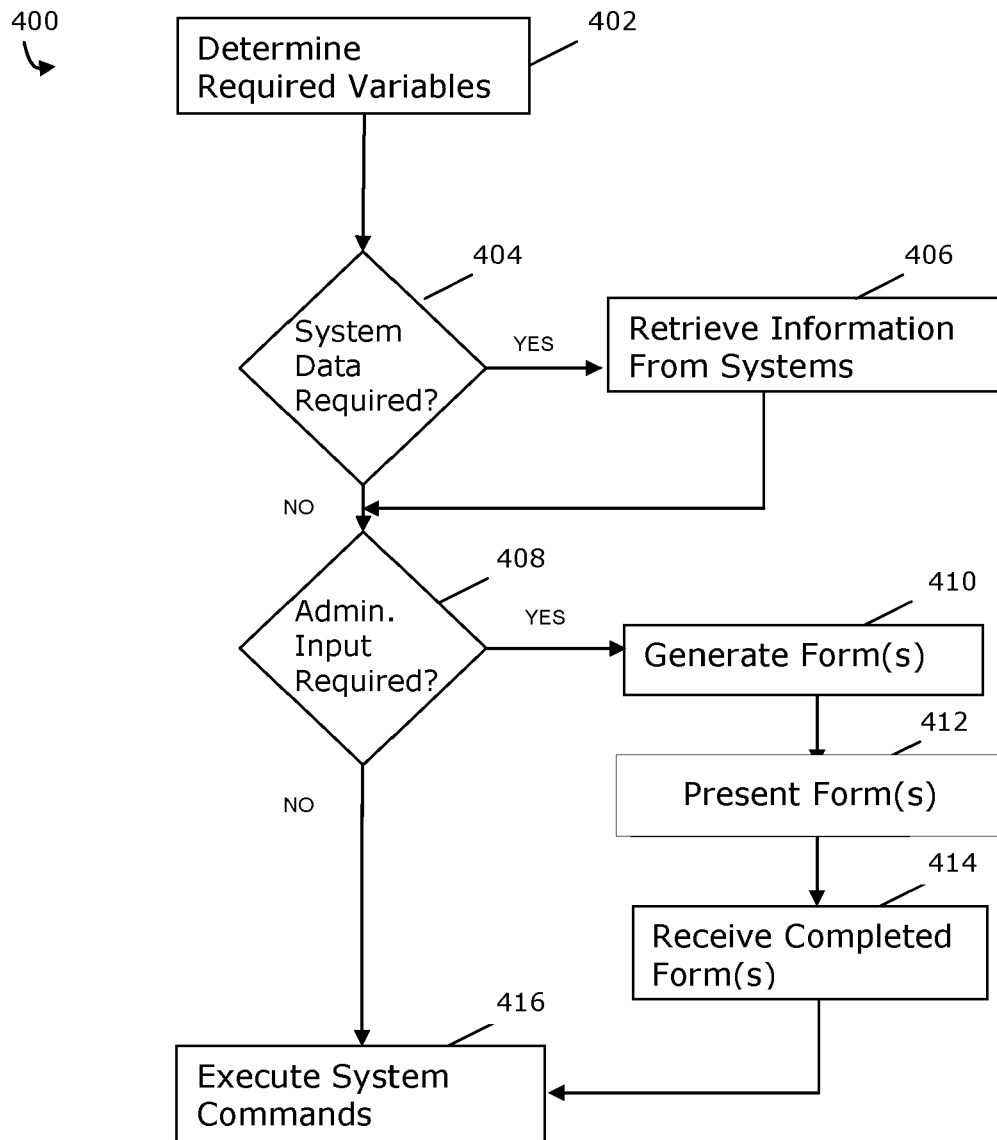 400
402
Determine
Required Variables
404
406
System
Data
Required?
YES
Retrieve Information
From Systems
NO
408
410
Admin.
Input
Required?
YES
Generate Form(s)
412
Present Form(s)
NO
414
Receive Completed
Form(s)
416
Execute System
Commands